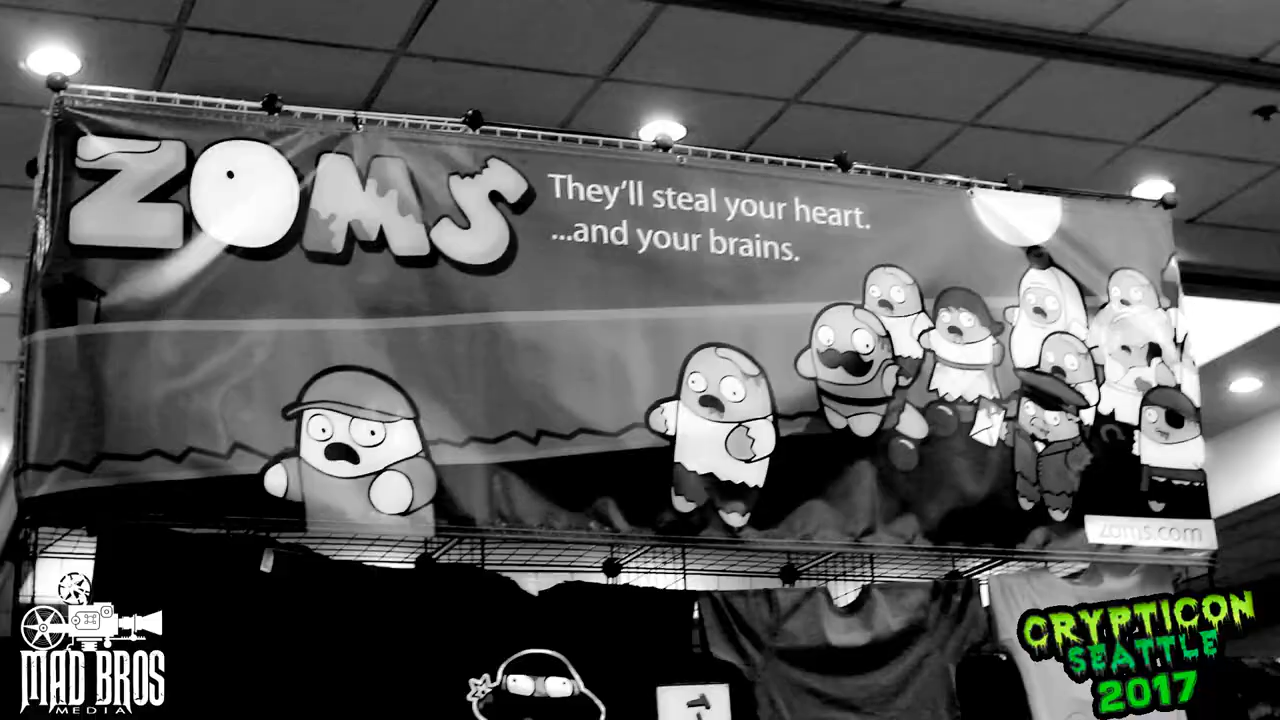 ZOMS
They'll steal your heart.
...and your brains.
zoms.com
MAD BROS
MEDIA
CRYPTICON
SEATTLE
2017